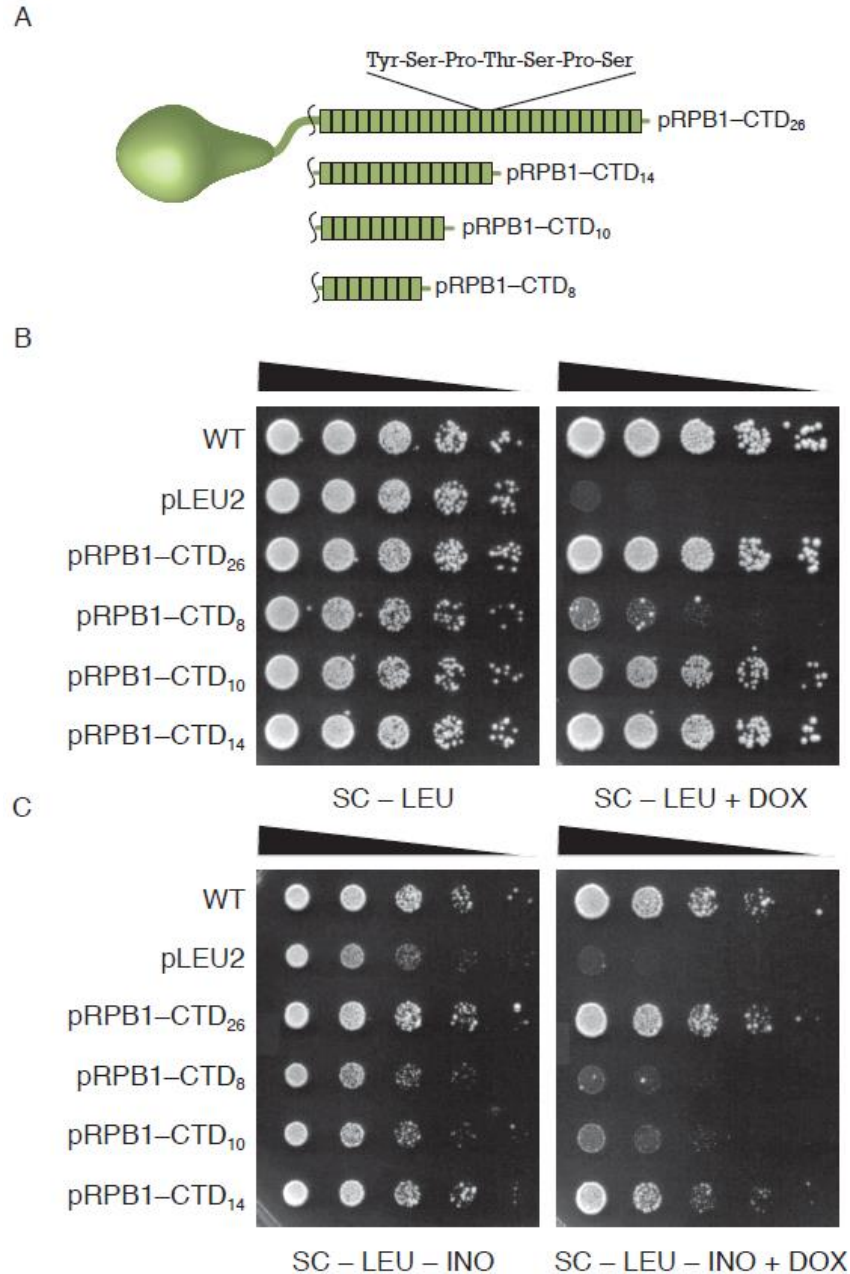 A
Tyr-Ser-Pro-Thr-Ser-Pro-Ser
pRPB1–CTD₂₆
pRPB1–CTD₁₄
pRPB1–CTD₁₀
pRPB1–CTD₈
B
WT
pLEU2
pRPB1–CTD₂₆
pRPB1–CTD₈
pRPB1–CTD₁₀
pRPB1–CTD₁₄
SC – LEU
SC – LEU + DOX
C
WT
pLEU2
pRPB1–CTD₂₆
pRPB1–CTD₈
pRPB1–CTD₁₀
pRPB1–CTD₁₄
SC – LEU – INO
SC – LEU – INO + DOX